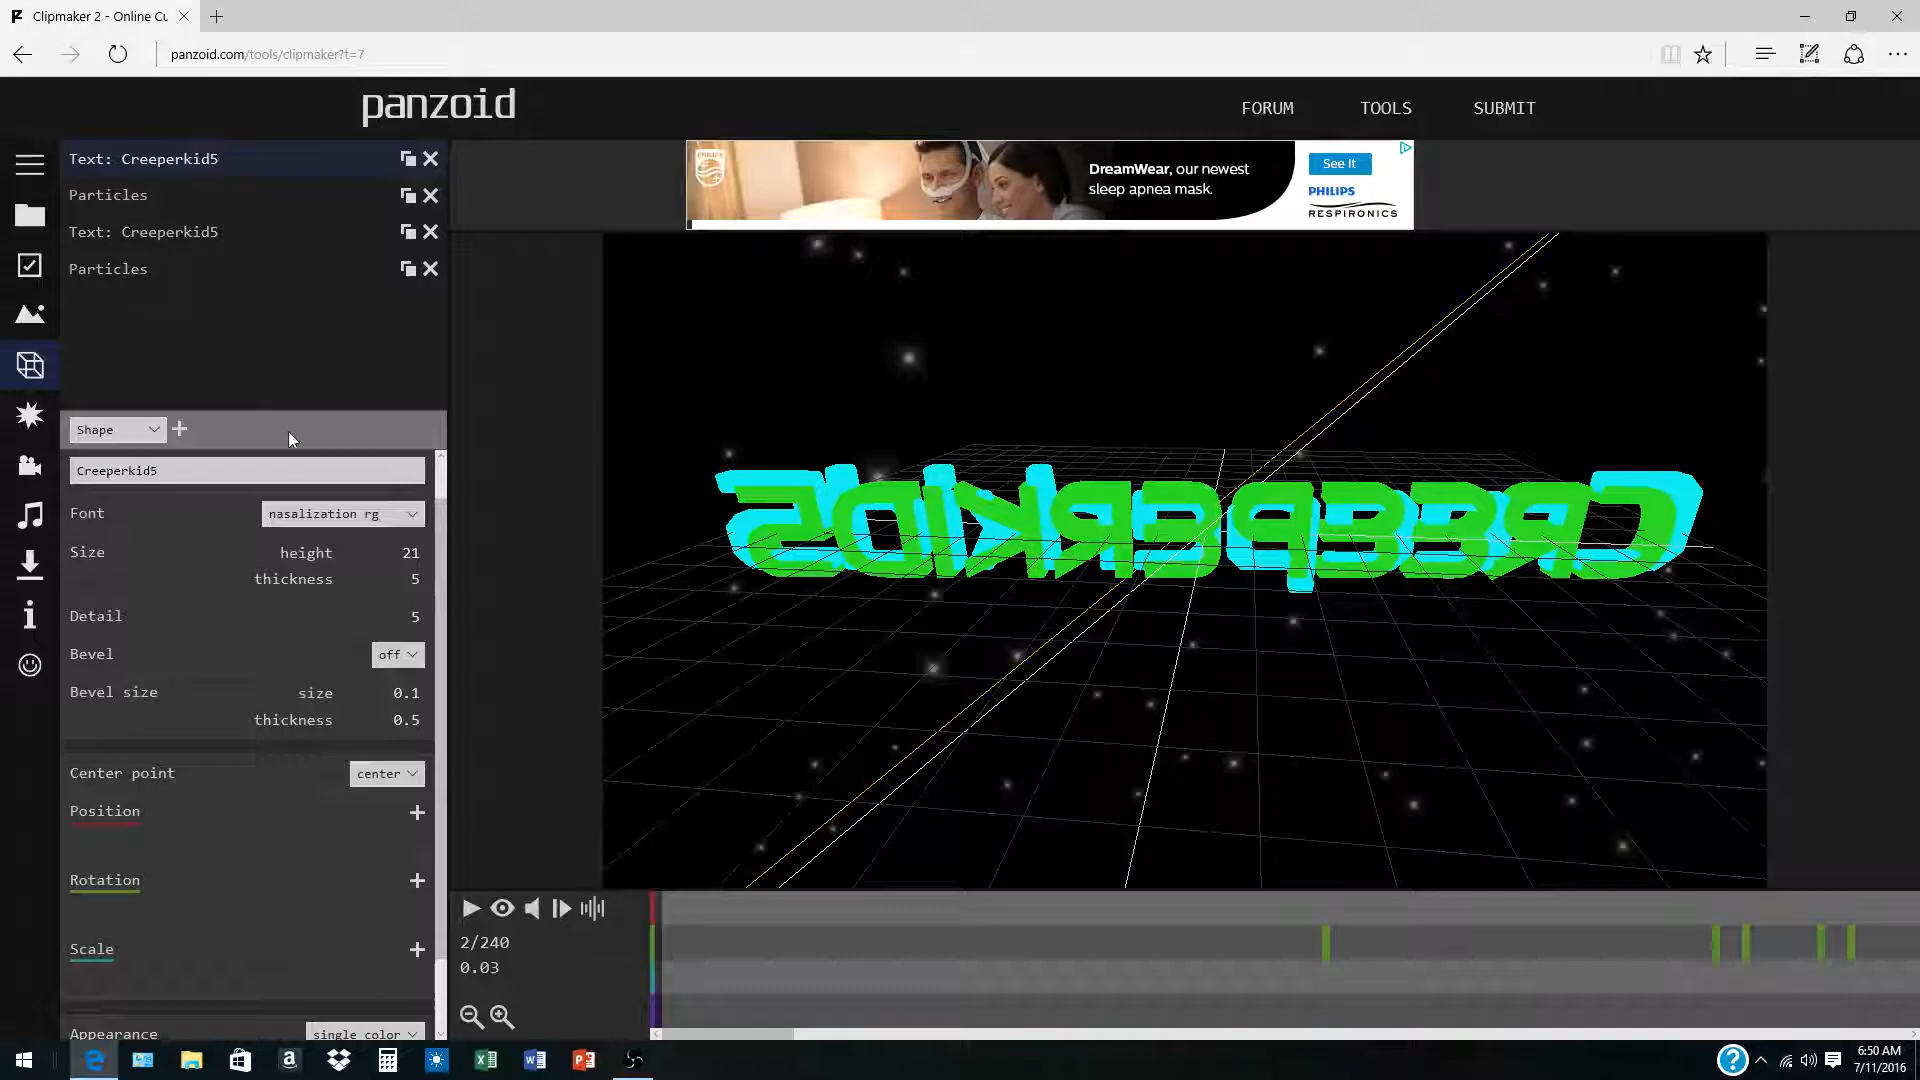 Clipmaker 2 - Online Cu
panzoid.com/tools/clipmaker?t=7
panzoid
FORUM
TOOLS
SUBMIT
Text: Creeperkid5
Particles
Text: Creeperkid5
Particles
PHILIPS
DreamWear, our newest
sleep apnea mask.
See It
PHILIPS
RESPIRONICS
Shape
Creeperkid5
Font nasalization rg
Size height 21
thickness 5
Detail 5
Bevel off
Bevel size size 0.1
thickness 0.5
Center point center
Position
Rotation
Scale
Appearance single color
Creeperkid5
2/240
0.03
6:50 AM
7/11/2016